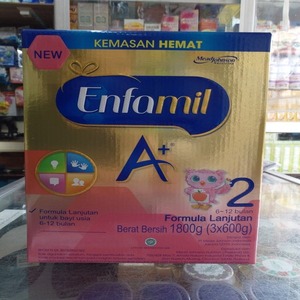 KEMASAN HEMAT
NEW
MeadJohnson
Enfamil
A+
2
6-12 bulan
Formula Lanjutan
Berat Bersih 1800g (3x600g)
Formula Lanjutan
untuk Bayi usia
6-12 bulan